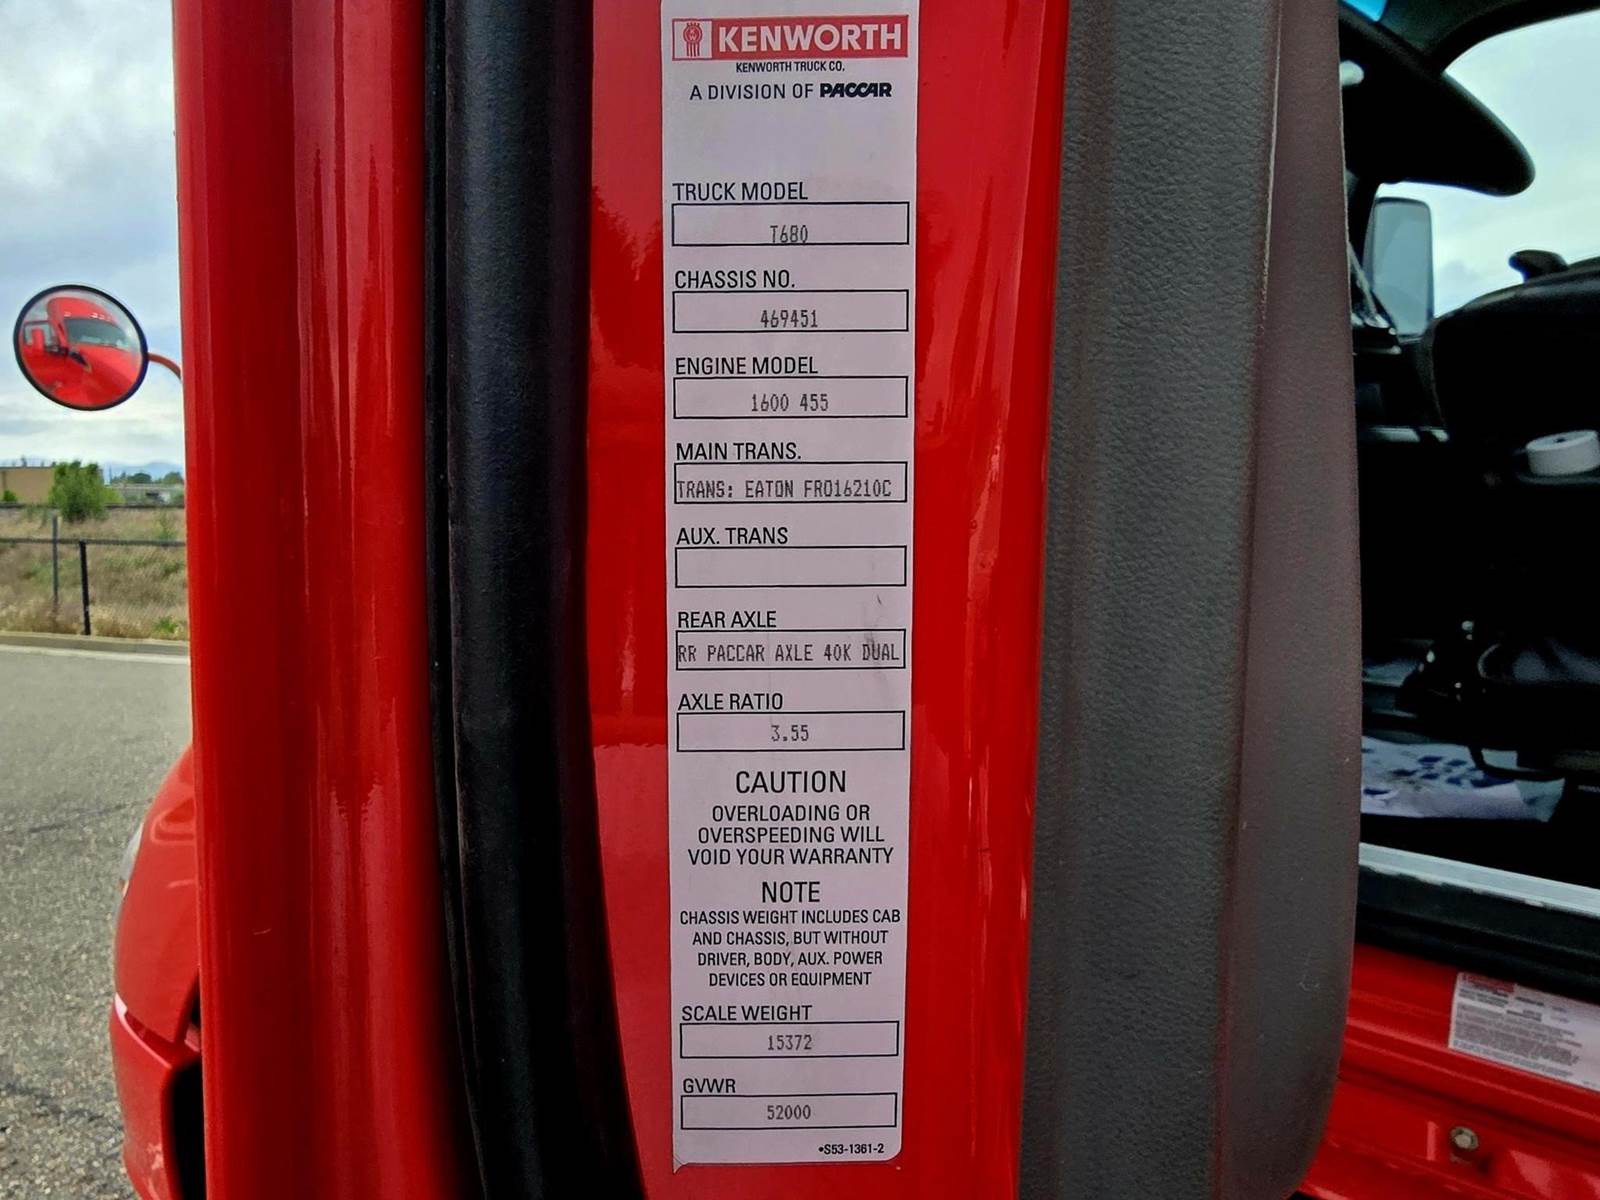 KENWORTH
KENWORTH TRUCK CO.
A DIVISION OF PACCAR
TRUCK MODEL
T680
CHASSIS NO.
469451
ENGINE MODEL
1600 455
MAIN TRANS.
TRANS: EATON FRO16210C
AUX. TRANS
REAR AXLE
RR PACCAR AXLE 40K DUAL
AXLE RATIO
3.55
CAUTION
OVERLOADING OR
OVERSPEEDING WILL
VOID YOUR WARRANTY
NOTE
CHASSIS WEIGHT INCLUDES CAB
AND CHASSIS, BUT WITHOUT
DRIVER, BODY, AUX. POWER
DEVICES OR EQUIPMENT
SCALE WEIGHT
15372
GVWR
52000
•S53-1361-2